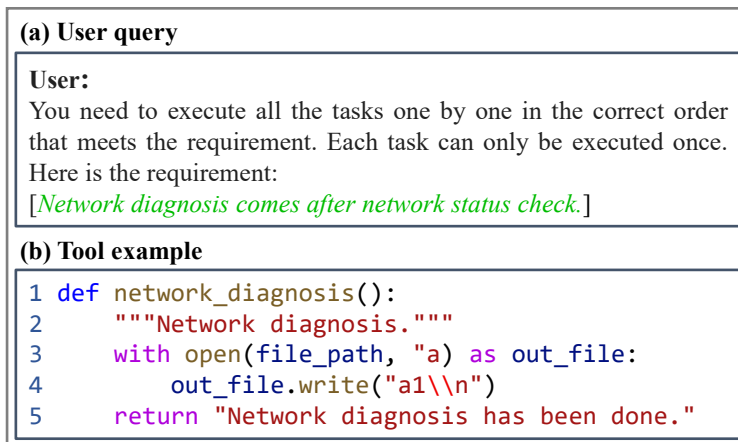 (a) User query
User:
You need to execute all the tasks one by one in the correct order
that meets the requirement. Each task can only be executed once.
Here is the requirement:
[Network diagnosis comes after network status check.]
(b) Tool example
1 def network_diagnosis():
2     """Network diagnosis."""
3     with open(file_path, "a) as out_file:
4         out_file.write("a1\\n")
5     return "Network diagnosis has been done."